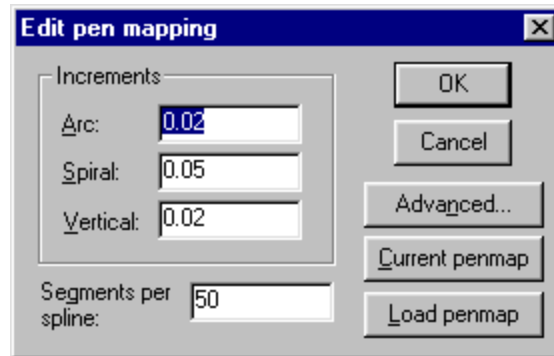 Edit pen mapping
Increments
Arc: 0.02
Spiral: 0.05
Vertical: 0.02
Segments per
spline: 50
OK
Cancel
Advanced...
Current penmap
Load penmap